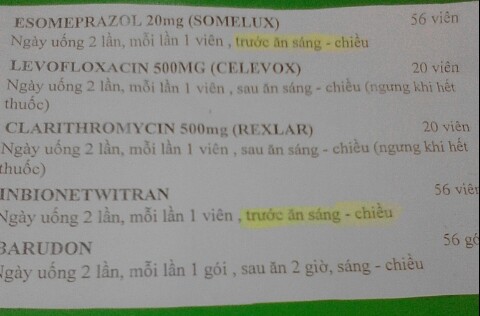 ESOMEPRAZOL 20mg (SOMELUX) 56 viên
Ngày uống 2 lần, mỗi lần 1 viên , trước ăn sáng - chiều
LEVOFLOXACIN 500MG (CELEVOX) 20 viên
Ngày uống 2 lần, mỗi lần 1 viên , sau ăn sáng - chiều (ngưng khi hết
thuốc)
CLARITHROMYCIN 500mg (REXLAR) 20 viên
Ngày uống 2 lần, mỗi lần 1 viên , sau ăn sáng - chiều (ngưng khi hết
thuốc)
INBIONETWITRAN 56 viên
Ngày uống 2 lần, mỗi lần 1 viên , trước ăn sáng - chiều
BARUDON 56 gó
Ngày uống 2 lần, mỗi lần 1 gói , sau ăn 2 giờ, sáng - chiều